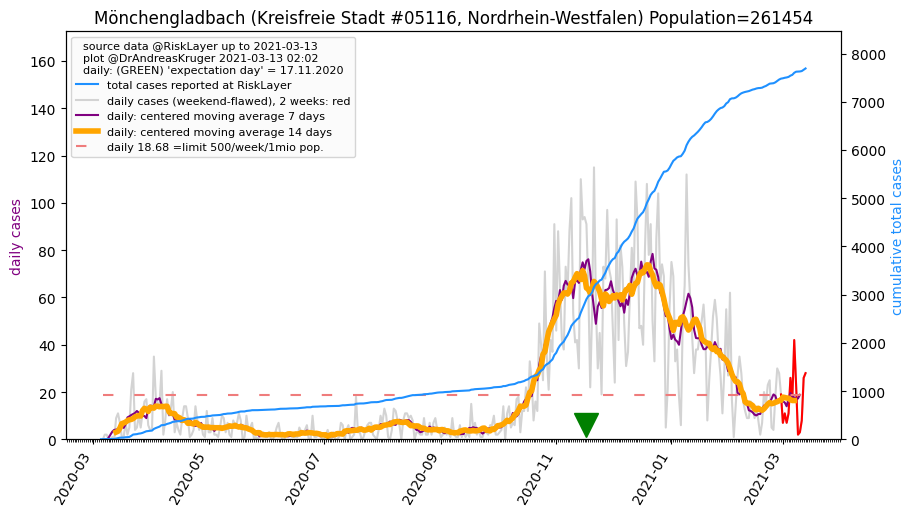 Mönchengladbach (Kreisfreie Stadt #05116, Nordrhein-Westfalen) Population=261454
source data @RiskLayer up to 2021-03-13
plot @DrAndreasKruger 2021-03-13 02:02
daily: (GREEN) 'expectation day' = 17.11.2020
total cases reported at RiskLayer
daily cases (weekend-flawed), 2 weeks: red
daily: centered moving average 7 days
daily: centered moving average 14 days
daily 18.68 =limit 500/week/1mio pop.
daily cases
160
140
120
100
80
60
40
20
0
8000
7000
6000
5000
4000
3000
2000
1000
0
cumulative total cases
2020-03
2020-05
2020-07
2020-09
2020-11
2021-01
2021-03